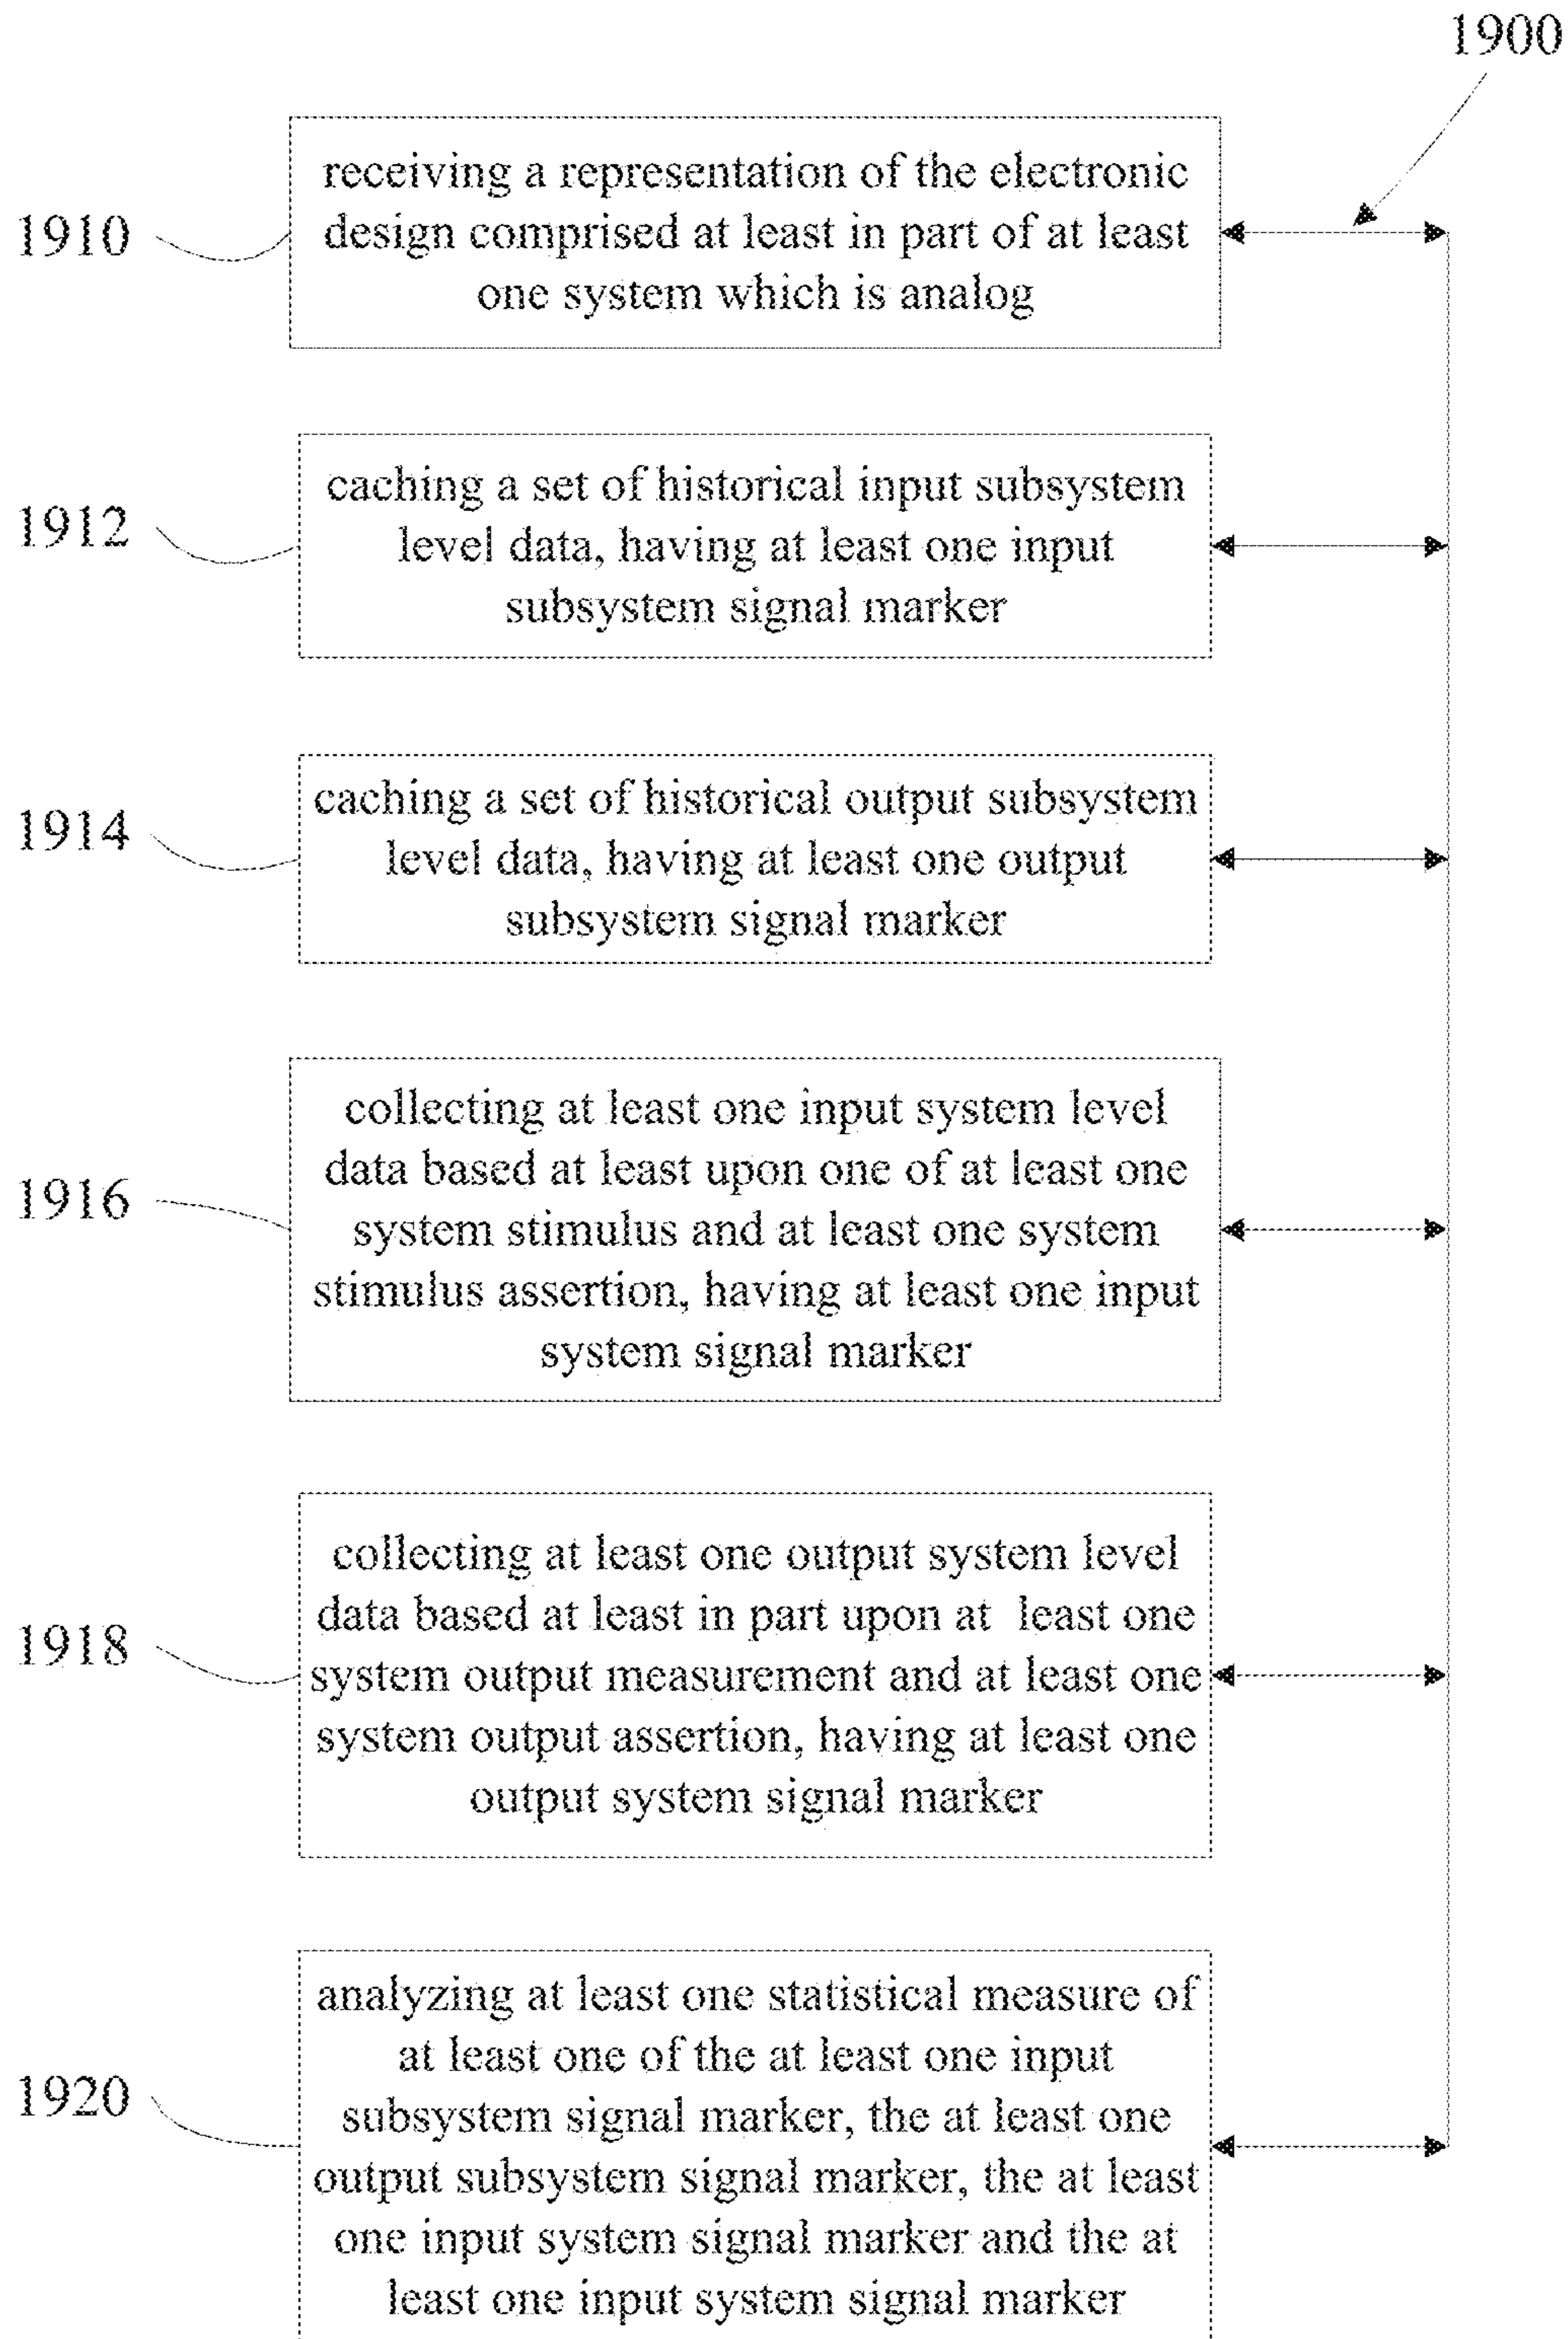 1900
1910
receiving a representation of the electronic
design comprised at least in part of at least
one system which is analog
1912
caching a set of historical input subsystem
level data, having at least one input
subsystem signal marker
1914
caching a set of historical output subsystem
level data, having at least one output
subsystem signal marker
1916
collecting at least one input system level
data based at least upon one of at least one
system stimulus and at least one system
stimulus assertion, having at least one input
system signal marker
1918
collecting at least one output system level
data based at least in part upon at least one
system output measurement and at least one
system output assertion, having at least one
output system signal marker
1920
analyzing at least one statistical measure of
at least one of the at least one input
subsystem signal marker, the at least one
output subsystem signal marker, the at least
one input system signal marker and the at
least one input system signal marker